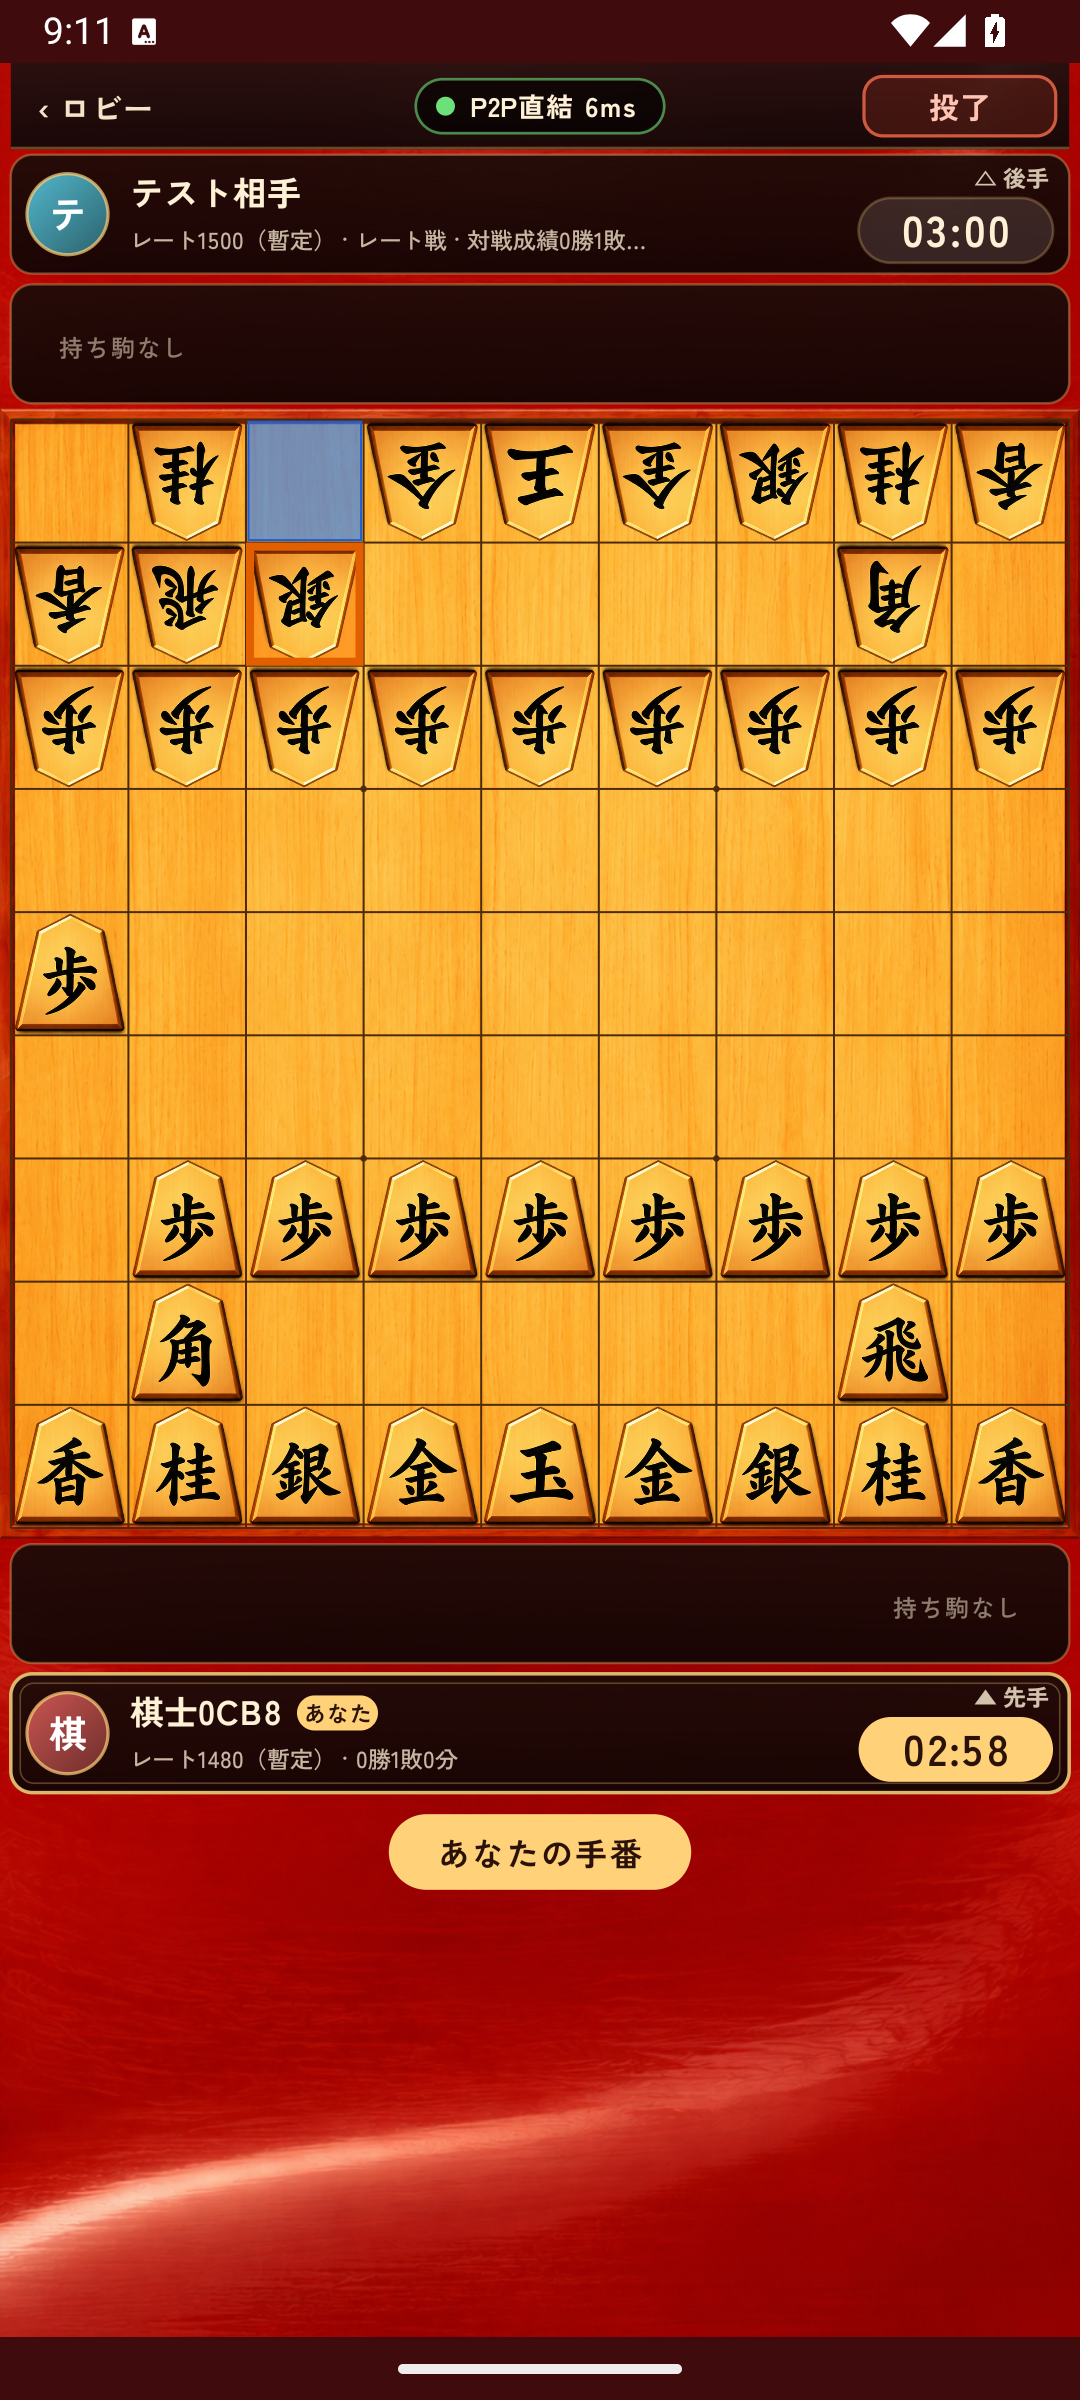 9:11 A
‹ ロビー
P2P直結 6ms
投了
テ
テスト相手
レート1500（暫定）· レート戦 · 対戦成績0勝1敗...
△ 後手
03:00
持ち駒なし
桂 金 王 金 銀 桂 香
香 飛 銀 角
歩 歩 歩 歩 歩 歩 歩 歩 歩
歩
歩 歩 歩 歩 歩 歩 歩 歩
角 飛
香 桂 銀 金 玉 金 銀 桂 香
持ち駒なし
棋
棋士0CB8 あなた
レート1480（暫定）· 0勝1敗0分
▲ 先手
02:58
あなたの手番